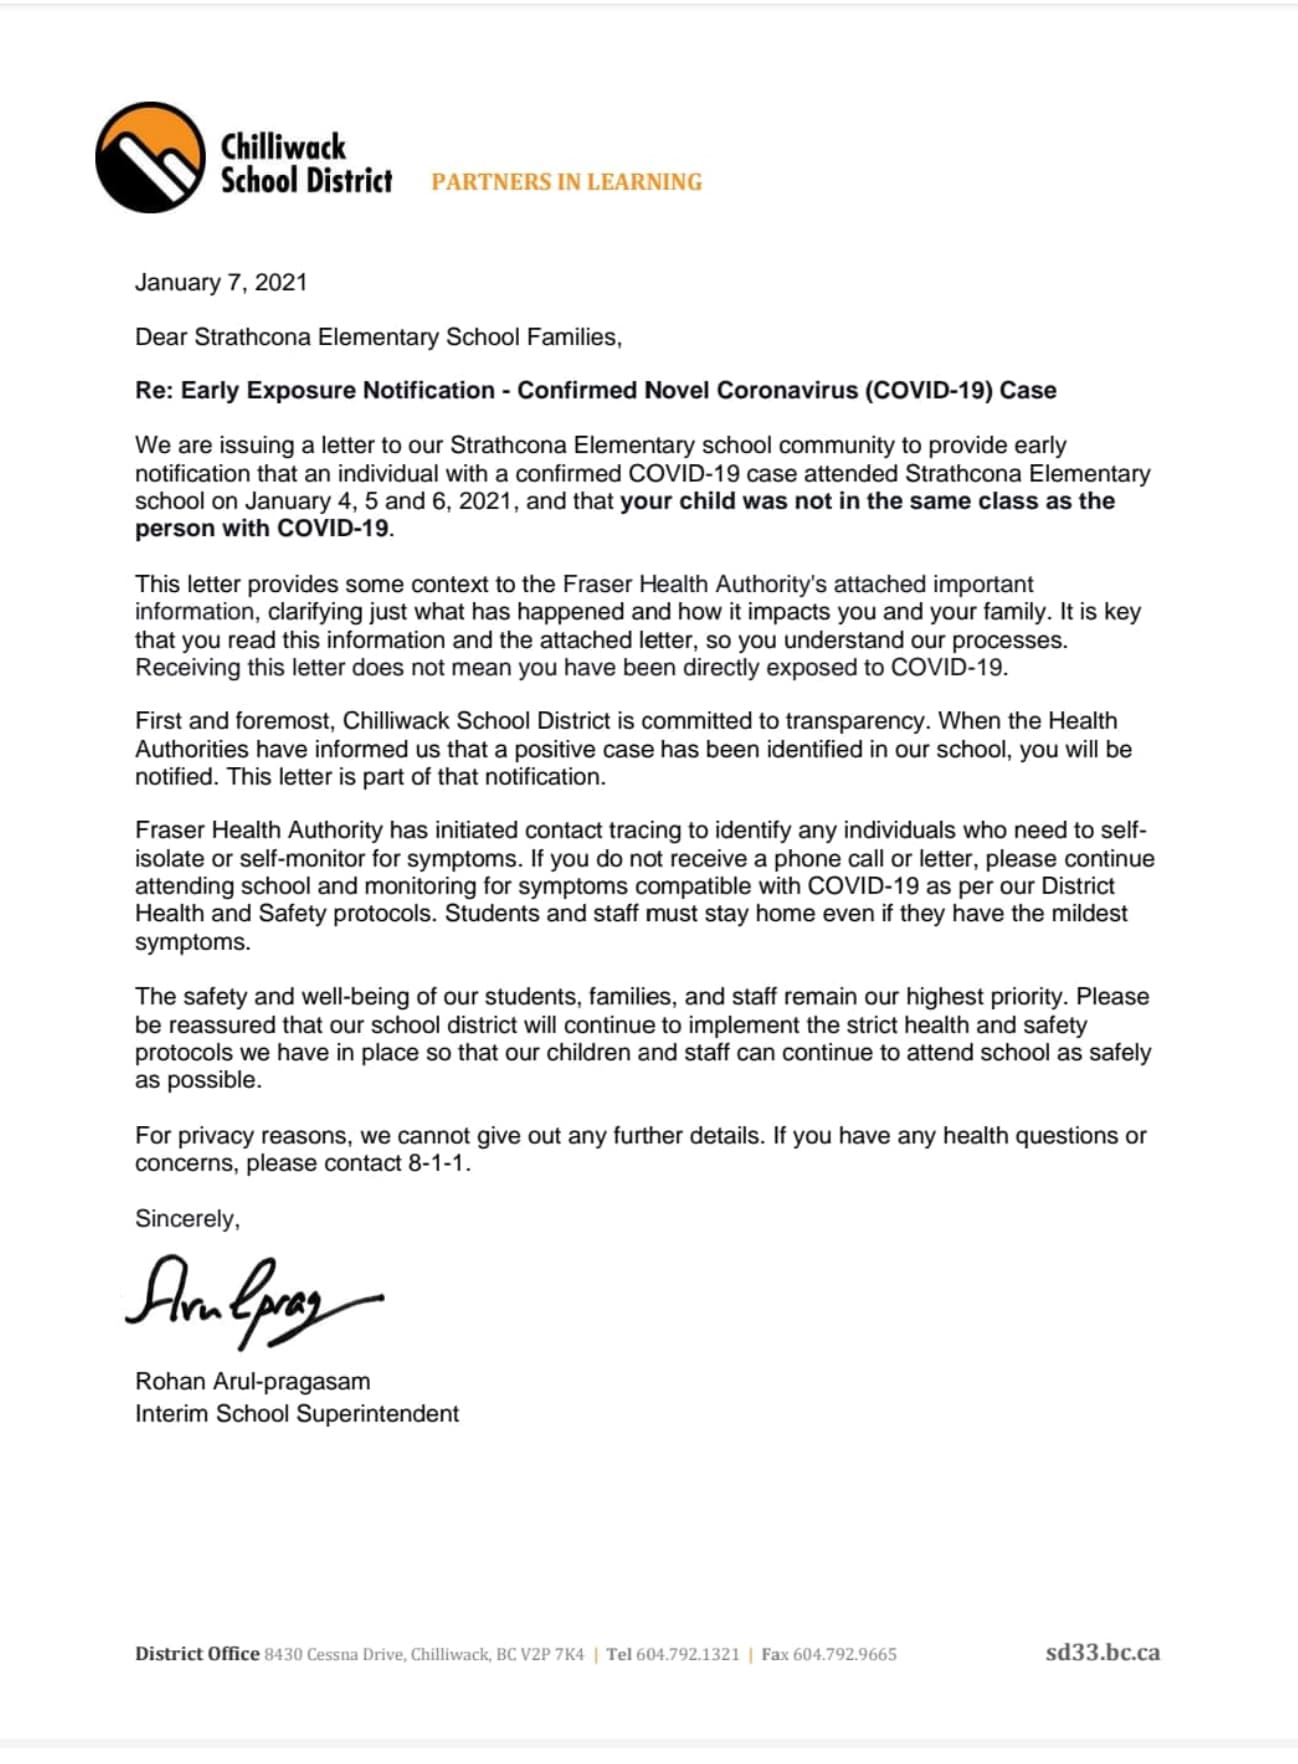 Chilliwack
School District
PARTNERS IN LEARNING
January 7, 2021
Dear Strathcona Elementary School Families,
Re: Early Exposure Notification - Confirmed Novel Coronavirus (COVID-19) Case
We are issuing a letter to our Strathcona Elementary school community to provide early
notification that an individual with a confirmed COVID-19 case attended Strathcona Elementary
school on January 4, 5 and 6, 2021, and that your child was not in the same class as the
person with COVID-19.
This letter provides some context to the Fraser Health Authority's attached important
information, clarifying just what has happened and how it impacts you and your family. It is key
that you read this information and the attached letter, so you understand our processes.
Receiving this letter does not mean you have been directly exposed to COVID-19.
First and foremost, Chilliwack School District is committed to transparency. When the Health
Authorities have informed us that a positive case has been identified in our school, you will be
notified. This letter is part of that notification.
Fraser Health Authority has initiated contact tracing to identify any individuals who need to self-
isolate or self-monitor for symptoms. If you do not receive a phone call or letter, please continue
attending school and monitoring for symptoms compatible with COVID-19 as per our District
Health and Safety protocols. Students and staff must stay home even if they have the mildest
symptoms.
The safety and well-being of our students, families, and staff remain our highest priority. Please
be reassured that our school district will continue to implement the strict health and safety
protocols we have in place so that our children and staff can continue to attend school as safely
as possible.
For privacy reasons, we cannot give out any further details. If you have any health questions or
concerns, please contact 8-1-1.
Sincerely,
Arulprag
Rohan Arul-pragasam
Interim School Superintendent
District Office 8430 Cessna Drive, Chilliwack, BC V2P 7K4 | Tel 604.792.1321 | Fax 604.792.9665
sd33.bc.ca